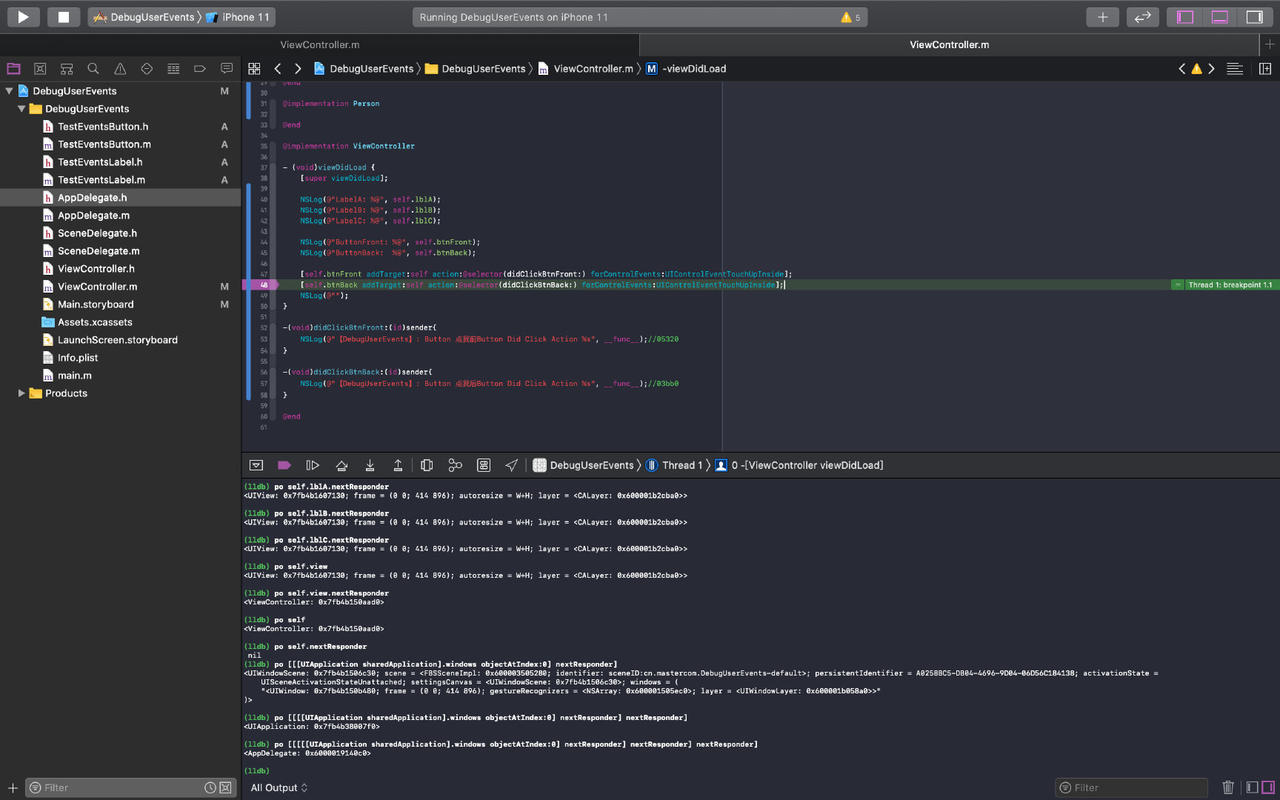 DebugUserEvents 〉 iPhone 11
Running DebugUserEvents on iPhone 11
5
ViewController.m
ViewController.m
DebugUserEvents 〉 DebugUserEvents 〉 ViewController.m 〉 M -viewDidLoad
DebugUserEvents M
DebugUserEvents
TestEventsButton.h A
TestEventsButton.m A
TestEventsLabel.h A
TestEventsLabel.m A
AppDelegate.h
AppDelegate.m
SceneDelegate.h
SceneDelegate.m
ViewController.h
ViewController.m M
Main.storyboard M
Assets.xcassets
LaunchScreen.storyboard
Info.plist
main.m
Products
Filter
29 @end
30
31 @implementation Person
32
33 @end
34
35 @implementation ViewController
36
37 - (void)viewDidLoad {
38 [super viewDidLoad];
39
40 NSLog(@"LabelA: %@", self.lblA);
41 NSLog(@"LabelB: %@", self.lblB);
42 NSLog(@"LabelC: %@", self.lblC);
43
44 NSLog(@"ButtonFront: %@", self.btnFront);
45 NSLog(@"ButtonBack:  %@", self.btnBack);
46
47 [self.btnFront addTarget:self action:@selector(didClickBtnFront:) forControlEvents:UIControlEventTouchUpInside];
48 [self.btnBack addTarget:self action:@selector(didClickBtnBack:) forControlEvents:UIControlEventTouchUpInside]; Thread 1: breakpoint 1.1
49 NSLog(@"");
50 }
51
52 -(void)didClickBtnFront:(id)sender{
53 NSLog(@"【DebugUserEvents】: Button 点我前Button Did Click Action %s", __func__);//05320
54 }
55
56 -(void)didClickBtnBack:(id)sender{
57 NSLog(@"【DebugUserEvents】: Button 点我后Button Did Click Action %s", __func__);//03bb0
58 }
59
60 @end
61
DebugUserEvents 〉 Thread 1 〉 0 -[ViewController viewDidLoad]
(lldb) po self.lblA.nextResponder
<UIView: 0x7fb4b1607130; frame = (0 0; 414 896); autoresize = W+H; layer = <CALayer: 0x600001b2cba0>>
(lldb) po self.lblB.nextResponder
<UIView: 0x7fb4b1607130; frame = (0 0; 414 896); autoresize = W+H; layer = <CALayer: 0x600001b2cba0>>
(lldb) po self.lblC.nextResponder
<UIView: 0x7fb4b1607130; frame = (0 0; 414 896); autoresize = W+H; layer = <CALayer: 0x600001b2cba0>>
(lldb) po self.view
<UIView: 0x7fb4b1607130; frame = (0 0; 414 896); autoresize = W+H; layer = <CALayer: 0x600001b2cba0>>
(lldb) po self.view.nextResponder
<ViewController: 0x7fb4b150aad0>
(lldb) po self
<ViewController: 0x7fb4b150aad0>
(lldb) po self.nextResponder
nil
(lldb) po [[[UIApplication sharedApplication].windows objectAtIndex:0] nextResponder]
<UIWindowScene: 0x7fb4b1506c30; scene = <FBSSceneImpl: 0x600003505280; identifier: sceneID:cn.mastercom.DebugUserEvents-default>; persistentIdentifier = A0258BC5-DB84-4696-9D04-06D56C184138; activationState =
UISceneActivationStateUnattached; settingsCanvas = <UIWindowScene: 0x7fb4b1506c30>; windows = (
"<UIWindow: 0x7fb4b150b480; frame = (0 0; 414 896); gestureRecognizers = <NSArray: 0x600001505ec0>; layer = <UIWindowLayer: 0x600001b058a0>>"
)>
(lldb) po [[[[UIApplication sharedApplication].windows objectAtIndex:0] nextResponder] nextResponder]
<UIApplication: 0x7fb4b38007f0>
(lldb) po [[[[[UIApplication sharedApplication].windows objectAtIndex:0] nextResponder] nextResponder] nextResponder]
<AppDelegate: 0x6000019140c0>
(lldb)
All Output
Filter